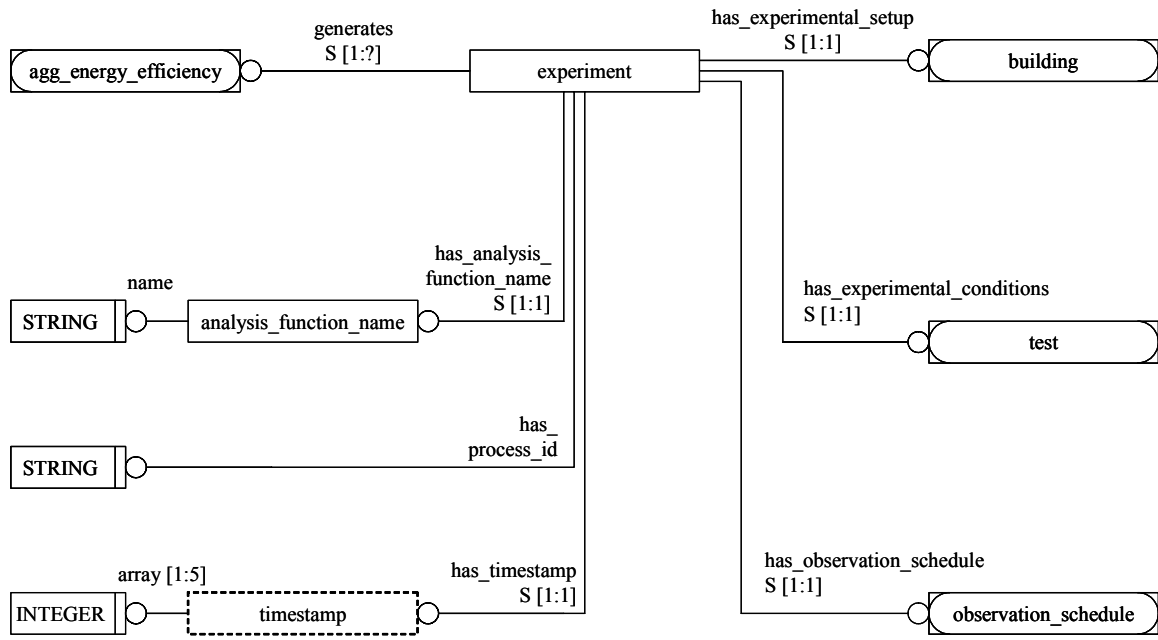 generates
S [1:?]
agg_energy_efficiency
experiment
has_experimental_setup
S [1:1]
building
has_analysis_
function_name
S [1:1]
name
STRING
analysis_function_name
has_experimental_conditions
S [1:1]
test
has_
process_id
STRING
array [1:5]
INTEGER
timestamp
has_timestamp
S [1:1]
has_observation_schedule
S [1:1]
observation_schedule